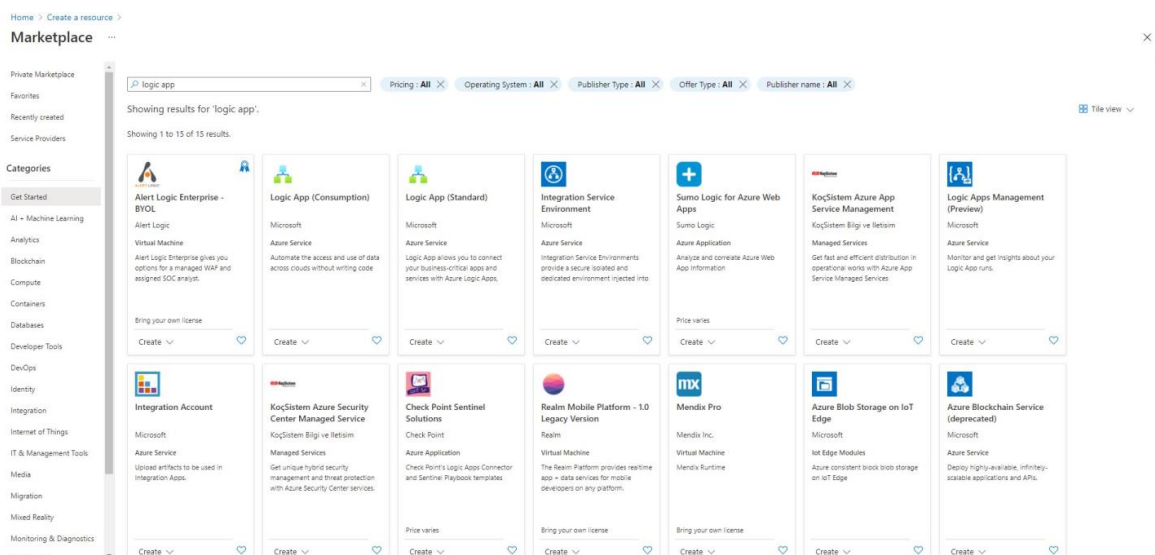 Home > Create a resource >
Marketplace ...
Private Marketplace
Favorites
Recently created
Service Providers
Categories
Get Started
AI + Machine Learning
Analytics
Blockchain
Compute
Containers
Databases
Developer Tools
DevOps
Identity
Integration
Internet of Things
IT & Management Tools
Media
Migration
Mixed Reality
Monitoring & Diagnostics
logic app
Pricing : All
Operating System : All
Publisher Type : All
Offer Type : All
Publisher name : All
Showing results for 'logic app'.
Tile view
Showing 1 to 15 of 15 results.
ALERT LOGIC
Alert Logic Enterprise -
BYOL
Alert Logic
Virtual Machine
Alert Logic Enterprise gives you
options for a managed WAF and
assigned SOC analyst.
Bring your own license
Create
Logic App (Consumption)
Microsoft
Azure Service
Automate the access and use of data
across clouds without writing code
Create
Logic App (Standard)
Microsoft
Azure Service
Logic App allows you to connect
your business-critical apps and
services with Azure Logic Apps,
Create
Integration Service
Environment
Microsoft
Azure Service
Integration Service Environments
provide a secure isolated and
dedicated environment injected into
Create
Sumo Logic for Azure Web
Apps
Sumo Logic
Azure Application
Analyze and correlate Azure Web
App Information
Price varies
Create
KoçSistem
KoçSistem Azure App
Service Management
KoçSistem Bilgi ve Iletisim
Managed Services
Get fast and efficient distribution in
operational works with Azure App
Service Managed Services
Create
Logic Apps Management
(Preview)
Microsoft
Azure Service
Monitor and get insights about your
Logic App runs.
Create
Integration Account
Microsoft
Azure Service
Upload artifacts to be used in
Integration Apps.
Create
KoçSistem
KoçSistem Azure Security
Center Managed Service
KoçSistem Bilgi ve Iletisim
Managed Services
Get unique hybrid security
management and threat protection
with Azure Security Center services.
Create
Check Point Sentinel
Solutions
Check Point
Azure Application
Check Point's Logic Apps Connector
and Sentinel Playbook templates
Price varies
Create
Realm Mobile Platform - 1.0
Legacy Version
Realm
Virtual Machine
The Realm Platform provides realtime
app + data services for mobile
developers on any platform.
Bring your own license
Create
mx
Mendix Pro
Mendix Inc.
Virtual Machine
Mendix Runtime
Bring your own license
Create
Azure Blob Storage on IoT
Edge
Microsoft
Iot Edge Modules
Azure consistent block blob storage
on IoT Edge
Create
Azure Blockchain Service
(deprecated)
Microsoft
Azure Service
Deploy highly-available, infinitely-
scalable applications and APIs.
Create